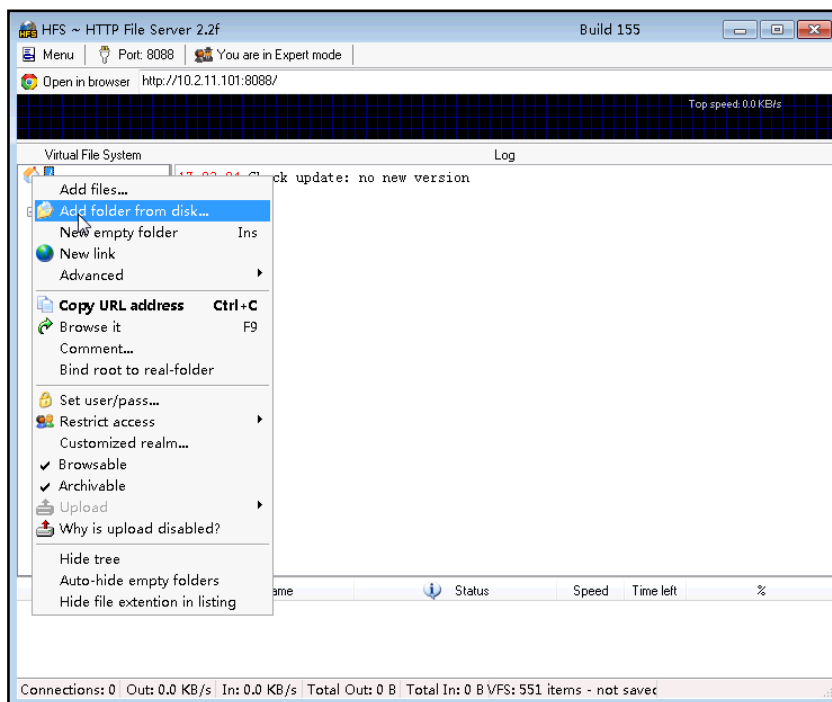 HFS ~ HTTP File Server 2.2f Build 155
Menu Port: 8088 You are in Expert mode
Open in browser http://10.2.11.101:8088/
Top speed: 0.0 KB/s
Virtual File System Log
Check update: no new version
Add files...
Add folder from disk...
New empty folder Ins
New link
Advanced
Copy URL address Ctrl+C
Browse it F9
Comment...
Bind root to real-folder
Set user/pass...
Restrict access
Customized realm...
Browsable
Archivable
Upload
Why is upload disabled?
Hide tree
Auto-hide empty folders
Hide file extention in listing
Status Speed Time left %
Connections: 0 Out: 0.0 KB/s In: 0.0 KB/s Total Out: 0 B Total In: 0 B VFS: 551 items - not saved